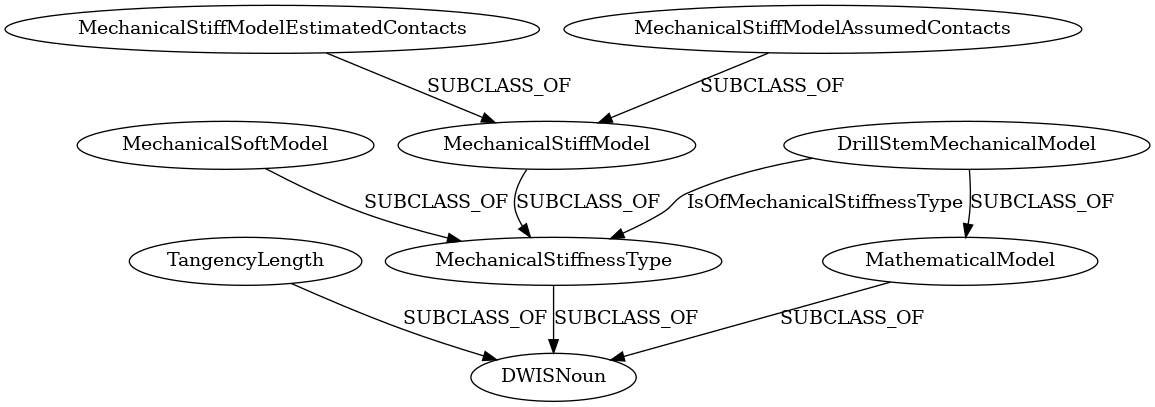 MechanicalStiffModelEstimatedContacts
MechanicalStiffModelAssumedContacts
SUBCLASS_OF
SUBCLASS_OF
MechanicalSoftModel
MechanicalStiffModel
DrillStemMechanicalModel
SUBCLASS_OF
SUBCLASS_OF
IsOfMechanicalStiffnessType
SUBCLASS_OF
TangencyLength
MechanicalStiffnessType
MathematicalModel
SUBCLASS_OF
SUBCLASS_OF
SUBCLASS_OF
DWISNoun